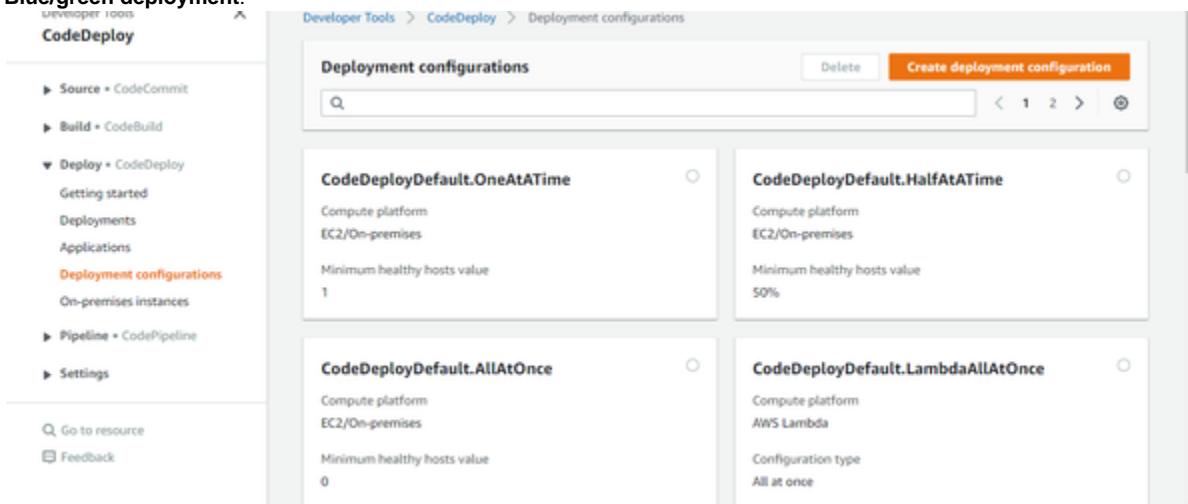 Blue/green deployment.
Developer Tools X
CodeDeploy
Source • CodeCommit
Build • CodeBuild
Deploy • CodeDeploy
Getting started
Deployments
Applications
Deployment configurations
On-premises instances
Pipeline • CodePipeline
Settings
Go to resource
Feedback
Developer Tools > CodeDeploy > Deployment configurations
Deployment configurations
Delete
Create deployment configuration
< 1 2 >
CodeDeployDefault.OneAtATime
Compute platform
EC2/On-premises
Minimum healthy hosts value
1
CodeDeployDefault.HalfAtATime
Compute platform
EC2/On-premises
Minimum healthy hosts value
50%
CodeDeployDefault.AllAtOnce
Compute platform
EC2/On-premises
Minimum healthy hosts value
0
CodeDeployDefault.LambdaAllAtOnce
Compute platform
AWS Lambda
Configuration type
All at once